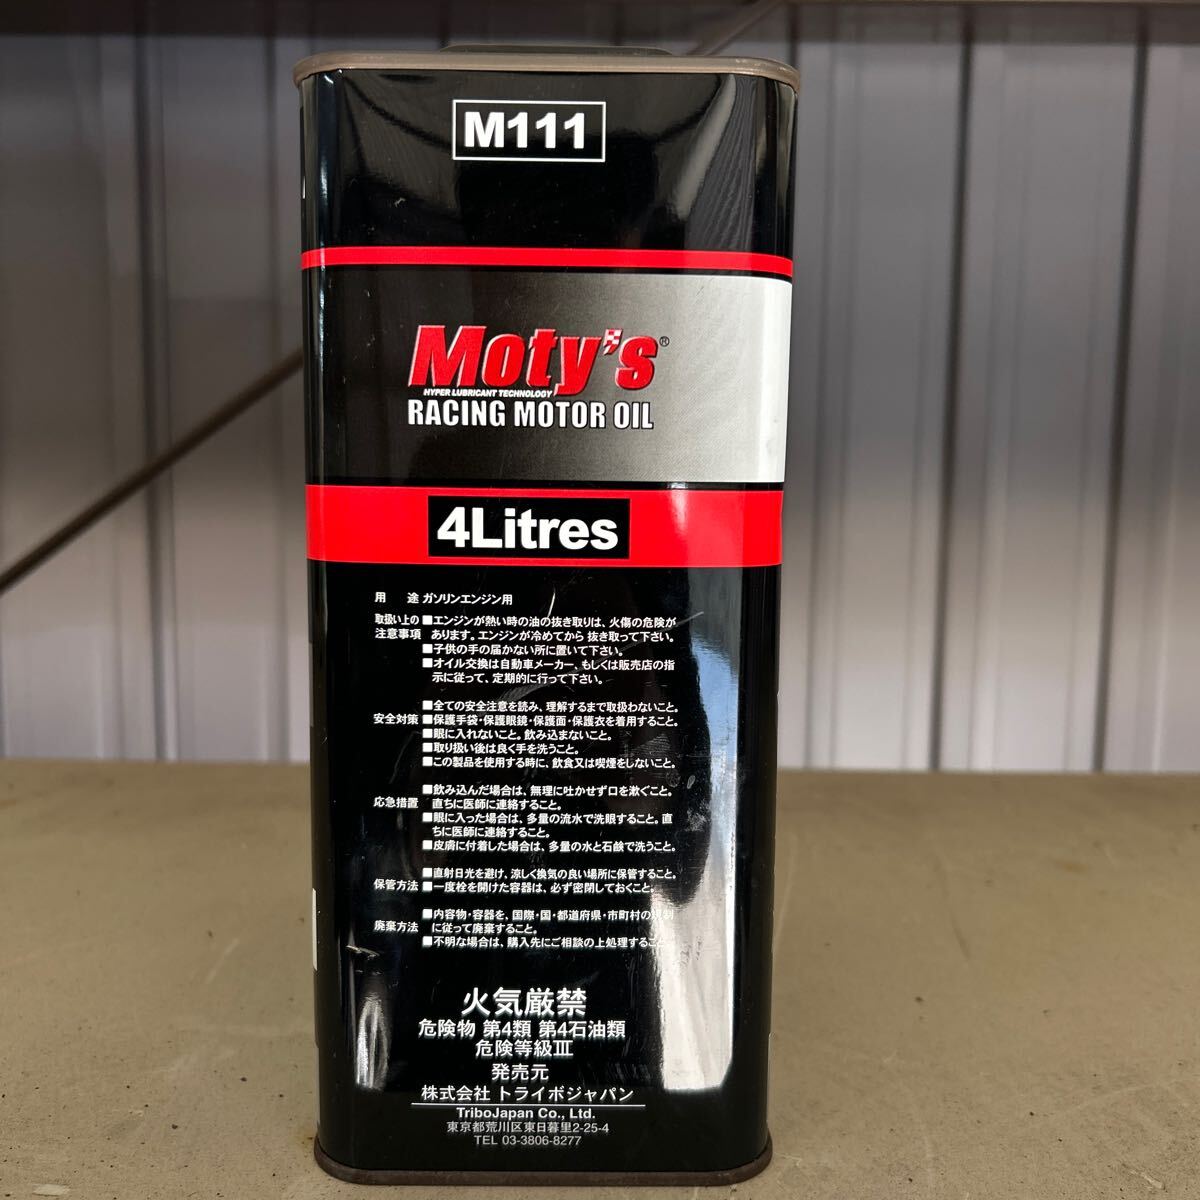 M111
Moty's®
HYPER LUBRICANT TECHNOLOGY
RACING MOTOR OIL
4Litres
用 途 ガソリンエンジン用
取扱い上の ■エンジンが熱い時の油の抜き取りは、火傷の危険が
注意事項 あります。エンジンが冷めてから 抜き取って下さい。
■子供の手の届かない所に置いて下さい。
■オイル交換は自動車メーカー、もしくは販売店の指
示に従って、定期的に行って下さい。
■全ての安全注意を読み、理解するまで取扱わないこと。
安全対策 ■保護手袋・保護眼鏡・保護面・保護衣を着用すること。
■眼に入れないこと。飲み込まないこと。
■取り扱い後は良く手を洗うこと。
■この製品を使用する時に、飲食又は喫煙をしないこと。
■飲み込んだ場合は、無理に吐かせず口を漱ぐこと。
応急措置 直ちに医師に連絡すること。
■眼に入った場合は、多量の流水で洗眼すること。直
ちに医師に連絡すること。
■皮膚に付着した場合は、多量の水と石鹸で洗うこと。
■直射日光を避け、涼しく換気の良い場所に保管すること。
保管方法 ■一度栓を開けた容器は、必ず密閉しておくこと。
■内容物・容器を、国際・国・都道府県・市町村の規制
廃棄方法 に従って廃棄すること。
■不明な場合は、購入先にご相談の上処理すること。
火気厳禁
危険物 第4類 第4石油類
危険等級Ⅲ
発売元
株式会社 トライボジャパン
TriboJapan Co., Ltd.
東京都荒川区東日暮里2-25-4
TEL 03-3806-8277